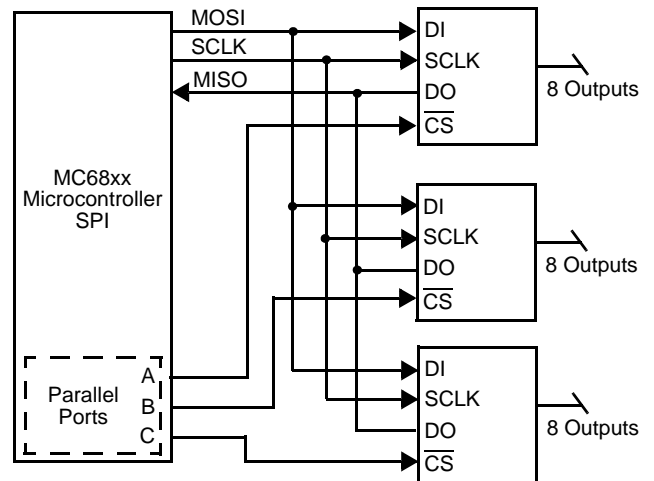 MOSI
SCLK
MISO
MC68xx
Microcontroller
SPI
Parallel
Ports
A
B
C
DI
SCLK
DO
CS
8 Outputs
DI
SCLK
DO
CS
8 Outputs
DI
SCLK
DO
CS
8 Outputs